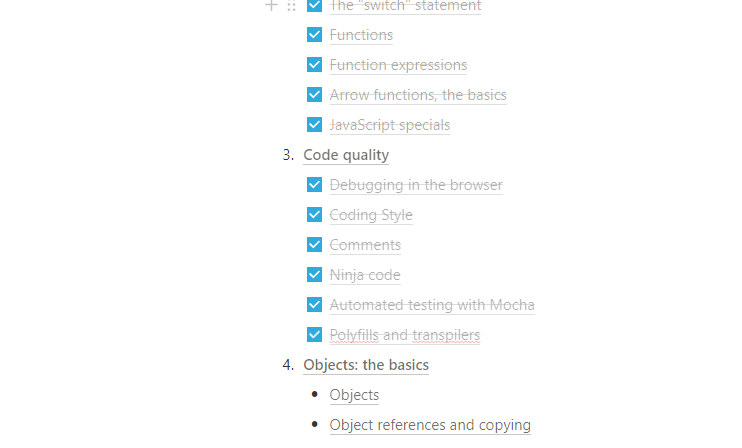 The "switch" statement
Functions
Function expressions
Arrow functions, the basics
JavaScript specials
3. Code quality
Debugging in the browser
Coding Style
Comments
Ninja code
Automated testing with Mocha
Polyfills and transpilers
4. Objects: the basics
Objects
Object references and copying